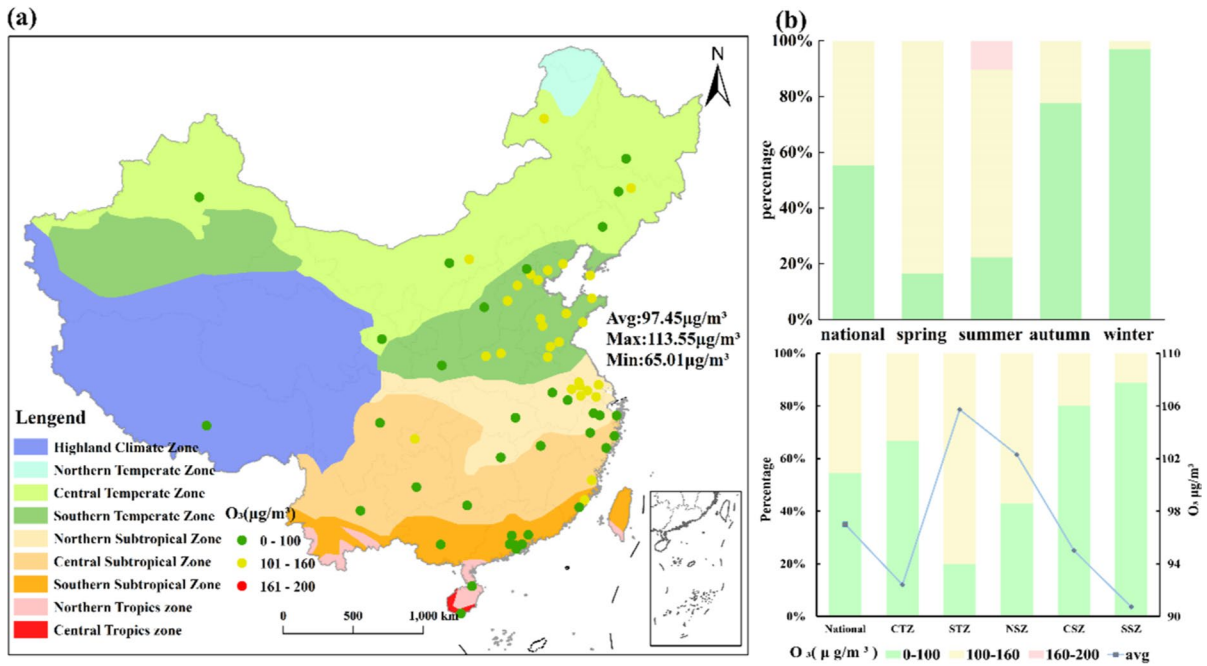 (a)
N
Avg:97.45μg/m³
Max:113.55μg/m³
Min:65.01μg/m³
Lengend
Highland Climate Zone
Northern Temperate Zone
Central Temperate Zone
Southern Temperate Zone
Northern Subtropical Zone
Central Subtropical Zone
Southern Subtropical Zone
Northern Tropics zone
Central Tropics zone
O₃(μg/m³)
0 - 100
101 - 160
161 - 200
0 500 1,000 km
(b)
percentage
100%
80%
60%
40%
20%
0%
national spring summer autumn winter
Percentage
100%
80%
60%
40%
20%
0%
110
106
102
98
94
90
O₃ μg/m³
National CTZ STZ NSZ CSZ SSZ
O ₃( μ g/m ³ ) 0-100 100-160 160-200 avg